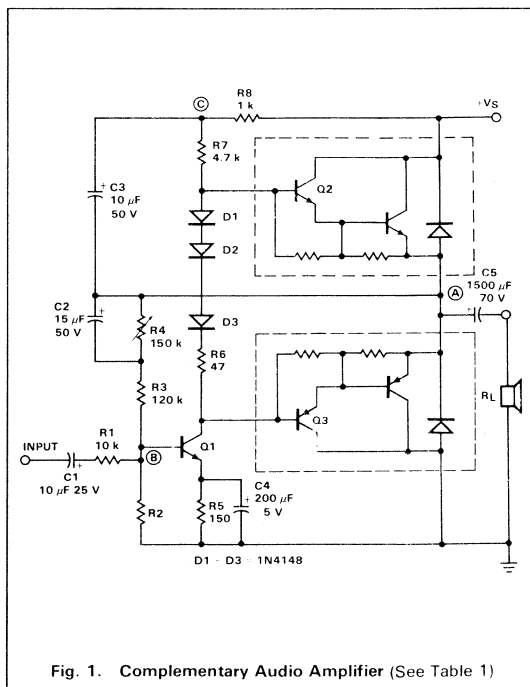 R8
1 k
+VS
C
R7
4.7 k
+ C3
10 µF
50 V
Q2
D1
D2
C5
1500 µF
70 V
+
A
C2 +
15 µF
50 V
R4
150 k
D3
R6
47
R3
120 k
RL
R1
10 k
INPUT
B
Q1
Q3
+
C1
10 µF 25 V
R2
R5
150
C4
+ 200 µF
5 V
D1 - D3 = 1N4148
Fig. 1. Complementary Audio Amplifier (See Table 1)